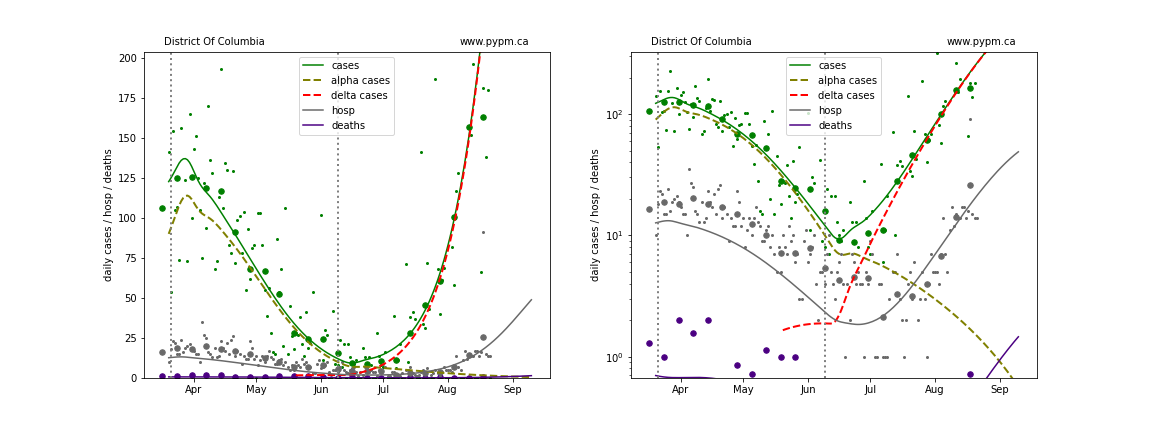 District Of Columbia www.pypm.ca
cases
alpha cases
delta cases
hosp
deaths
daily cases / hosp / deaths
200
175
150
125
100
75
50
25
0
Apr May Jun Jul Aug Sep
District Of Columbia www.pypm.ca
cases
alpha cases
delta cases
hosp
deaths
daily cases / hosp / deaths
10²
10¹
10⁰
Apr May Jun Jul Aug Sep